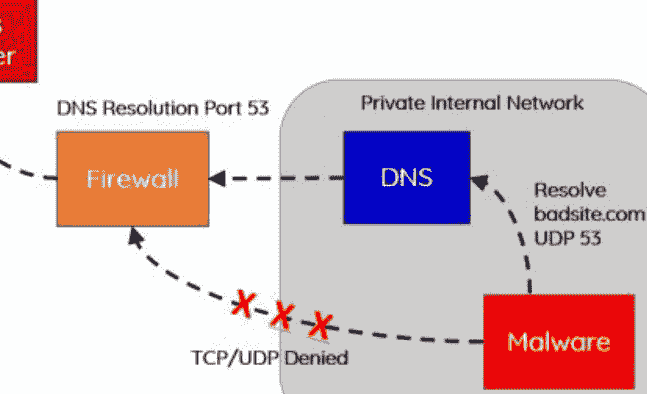 er
DNS Resolution Port 53
Private Internal Network
Firewall
DNS
Resolve
badsite.com
UDP 53
X X X
TCP/UDP Denied
Malware